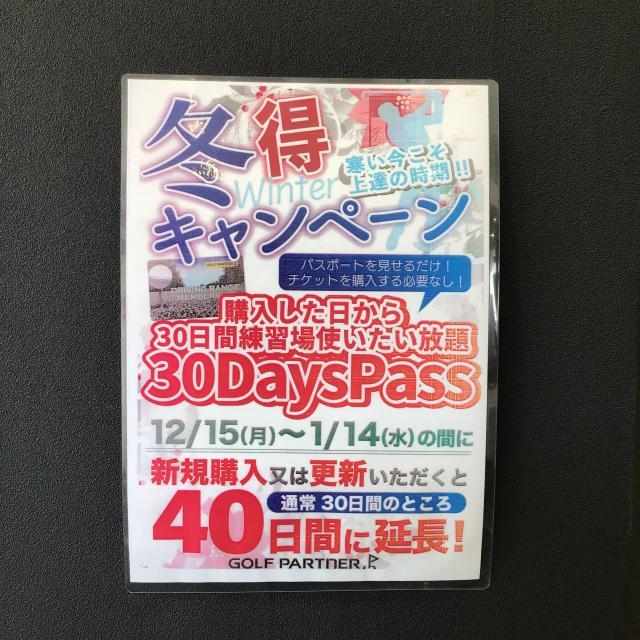 冬得
Winter
寒い今こそ
上達の時期!!
キャンペーン
パスポートを見せるだけ!
チケットを購入する必要なし!
GOLF PARTNER
DRIVING RANGE
MEMBER
購入した日から
30日間練習場使いたい放題
30DaysPass
12/15(月)～1/14(水)の間に
新規購入又は更新いただくと
通常 30日間のところ
40日間に延長!
GOLF PARTNER